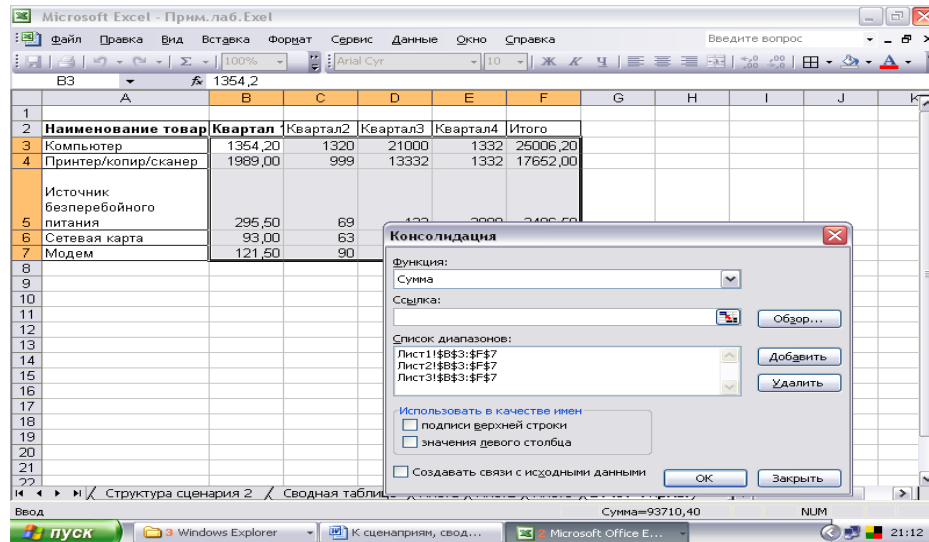 Microsoft Excel - Прим.лаб.Exel
Файл Правка Вид Вставка Формат Сервис Данные Окно Справка Введите вопрос
100% Arial Cyr 10 Ж К Ч
B3 fx 1354,2
A B C D E F G H I J K
1
2 Наименование товар Квартал 1 Квартал2 Квартал3 Квартал4 Итого
3 Компьютер 1354,20 1320 21000 1332 25006,20
4 Принтер/копир/сканер 1989,00 999 13332 1332 17652,00
Источник
безперебойного
5 питания 295,50 69
6 Сетевая карта 93,00 63
7 Модем 121,50 90
8
9
10
11
12
13
14
15
16
17
18
19
20
21
22
Консолидация
Функция:
Сумма
Ссылка:
Обзор...
Список диапазонов:
Лист1!$B$3:$F$7
Лист2!$B$3:$F$7
Лист3!$B$3:$F$7
Добавить
Удалить
Использовать в качестве имен
подписи верхней строки
значения левого столбца
Создавать связи с исходными данными
ОК Закрыть
Структура сценария 2 Сводная таблиц
Ввод Сумма=93710,40 NUM
пуск 3 Windows Explorer К сценариям, свод... 2 Microsoft Office E... 21:12